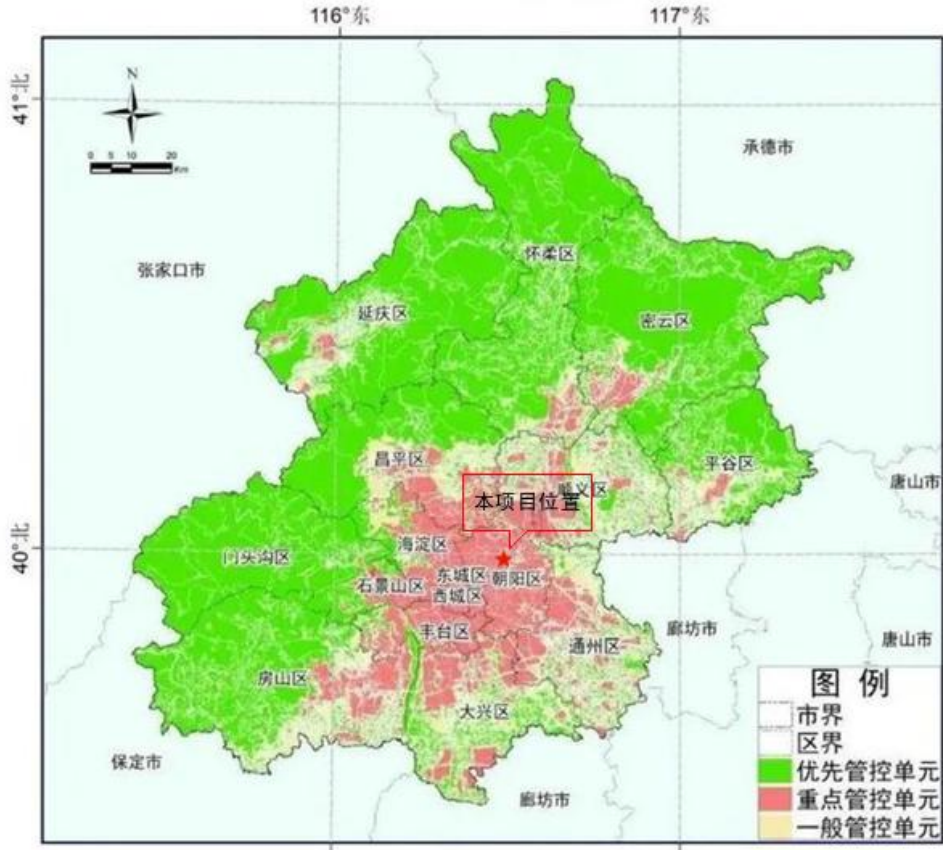 116°东
117°东
41°北
N
0 5 10 20
Km
承德市
怀柔区
张家口市
延庆区
密云区
昌平区
平谷区
唐山市
顺义区
本项目位置
40°北
海淀区
门头沟区
东城区
朝阳区
石景山区
西城区
丰台区
廊坊市
唐山市
通州区
房山区
大兴区
保定市
廊坊市
图 例
市界
区界
优先管控单元
重点管控单元
一般管控单元